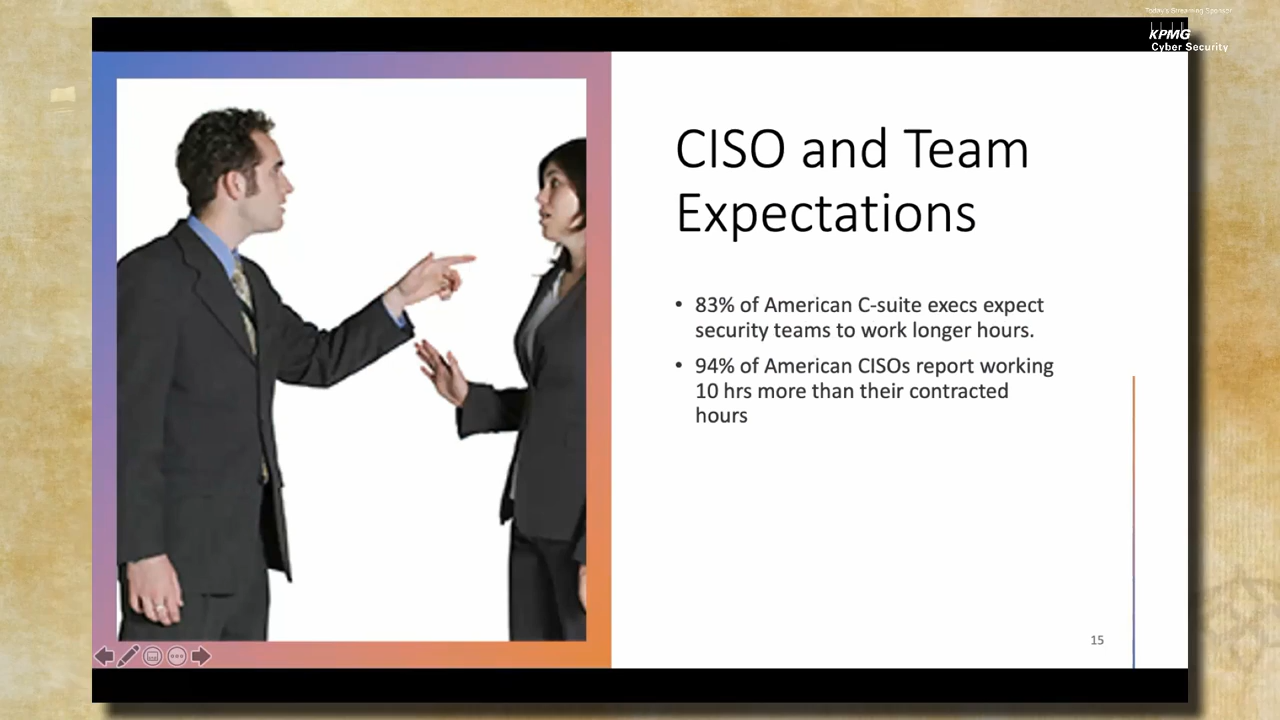 Today's Streaming Sponsor
KPMG
Cyber Security
CISO and Team
Expectations
• 83% of American C-suite execs expect
security teams to work longer hours.
• 94% of American CISOs report working
10 hrs more than their contracted
hours
15